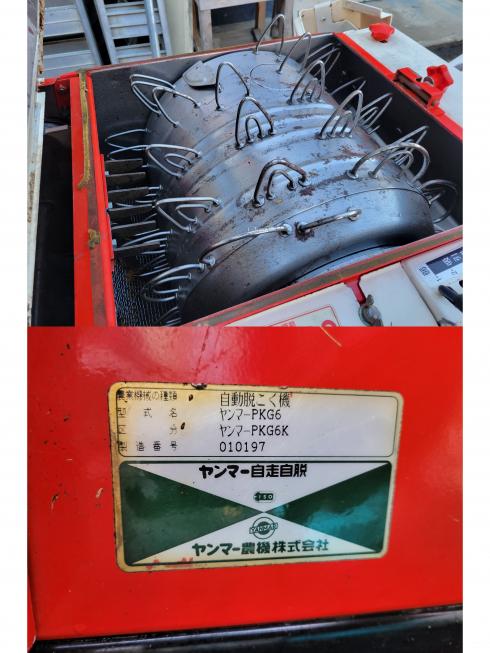 農業機械の種類 自動脱こく機
型式名 ヤンマーPKG6
区分 ヤンマーPKG6K
製造番号 010197
ヤンマー自走自脱
YANMAR
ヤンマー農機株式会社